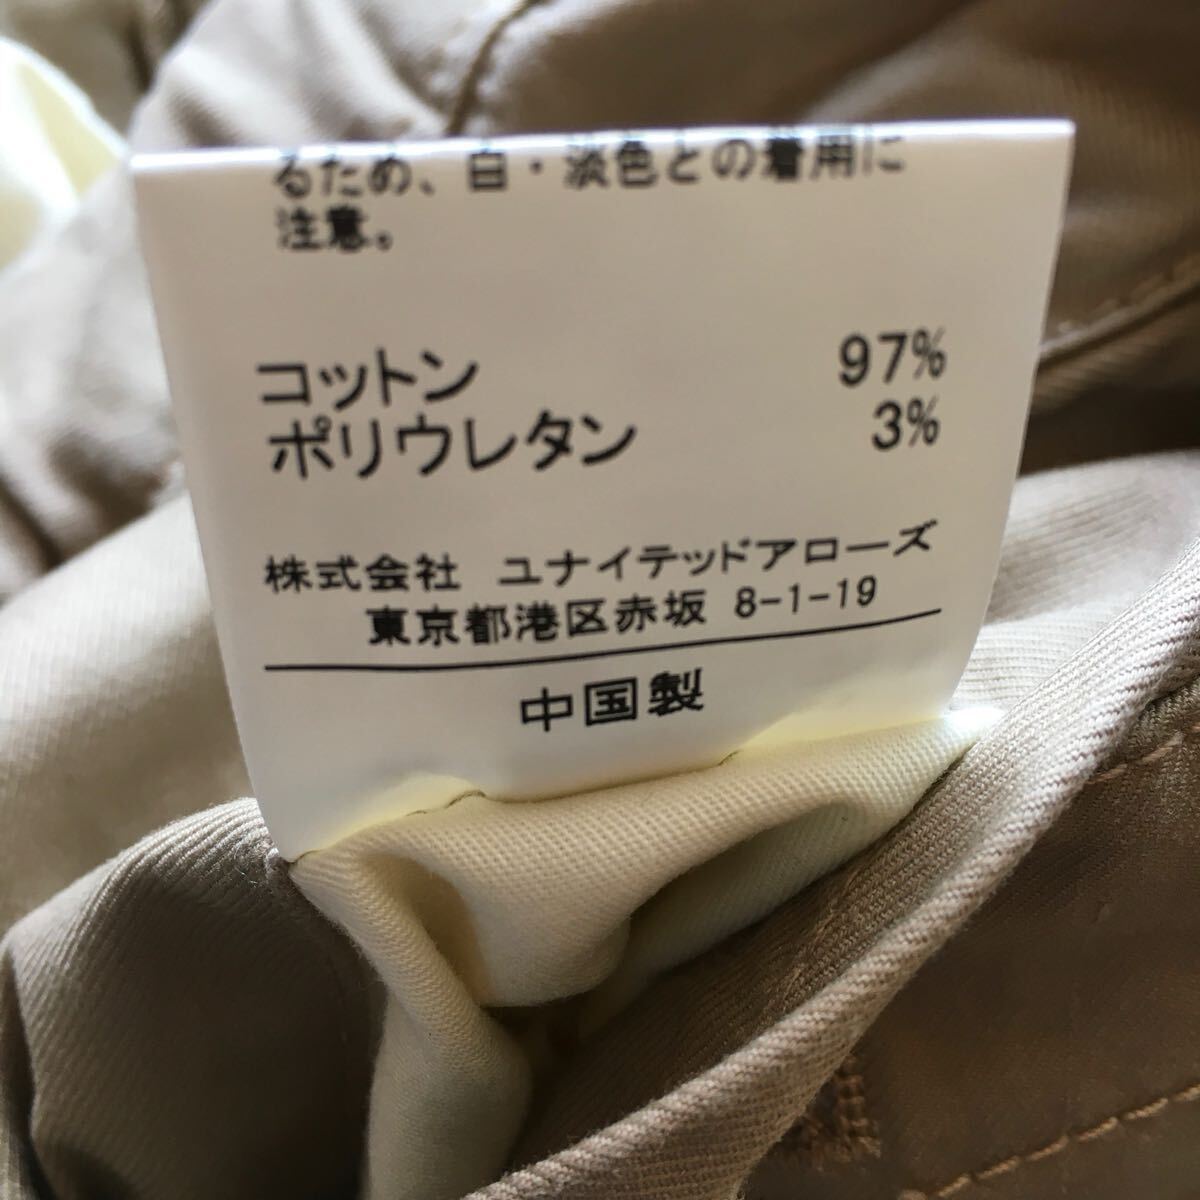 るため、白・淡色との着用に
注意。
コットン 97%
ポリウレタン 3%
株式会社 ユナイテッドアローズ
東京都港区赤坂 8-1-19
中国製